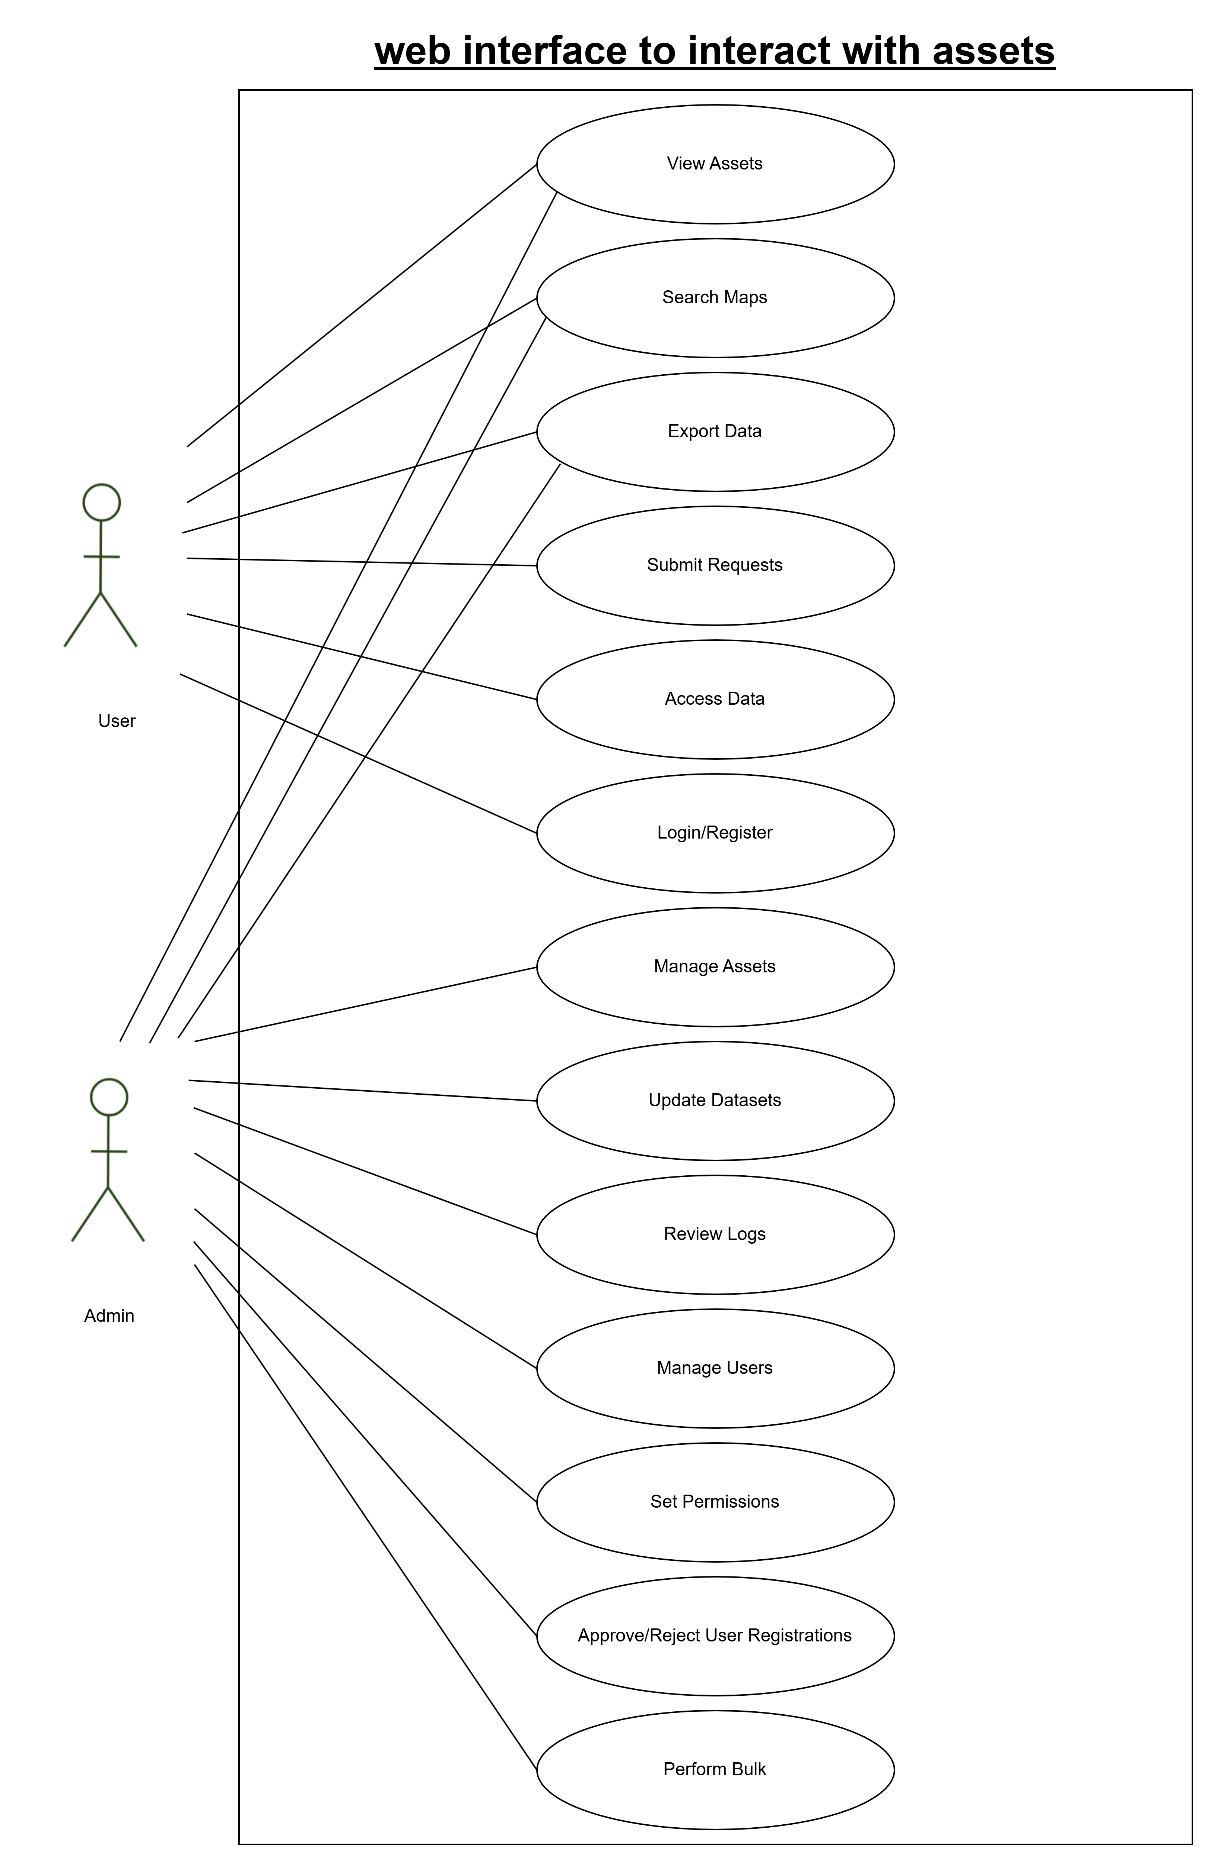 web interface to interact with assets
View Assets
Search Maps
Export Data
Submit Requests
Access Data
User
Login/Register
Manage Assets
Update Datasets
Review Logs
Admin
Manage Users
Set Permissions
Approve/Reject User Registrations
Perform Bulk